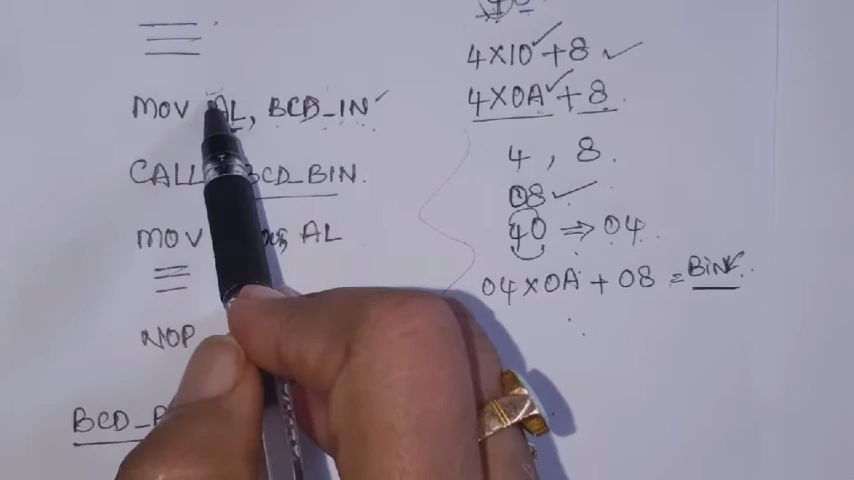 MOV AL, BCD_IN
CALL BCD_BIN.
MOV AL
NOP
4X10 + 8
4X0A + 8.
4, 8.
08
40 ⇒ 04
04X0A + 08 = BIN